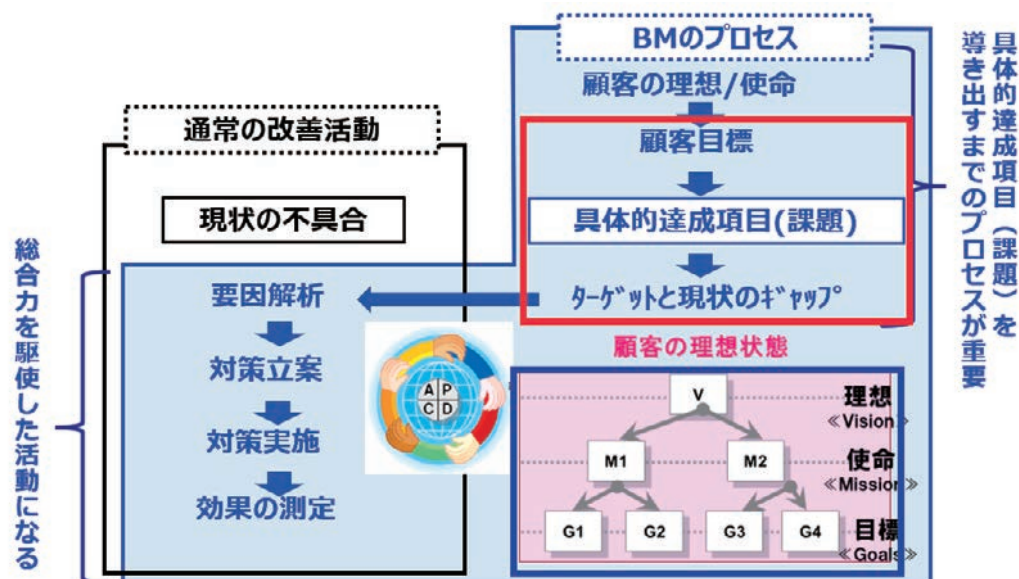 BMのプロセス
顧客の理想/使命
顧客目標
具体的達成項目(課題)
ﾀｰｹﾞｯﾄと現状のｷﾞｬｯﾌﾟ
具体的達成項目（課題）を
導き出すまでのプロセスが重要
通常の改善活動
現状の不具合
要因解析
対策立案
対策実施
効果の測定
総合力を駆使した活動になる
A P
C D
顧客の理想状態
V 理想
≪Vision≫
M1 M2 使命
≪Mission≫
G1 G2 G3 G4 目標
≪Goals≫